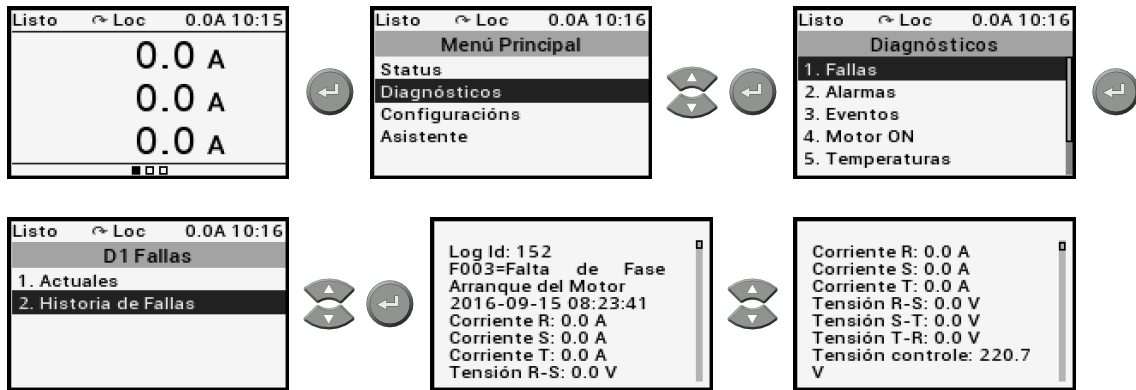 Listo ↷ Loc 0.0A 10:15
0.0 A
0.0 A
0.0 A
Listo ↷ Loc 0.0A 10:16
Menú Principal
Status
Diagnósticos
Configuracións
Asistente
Listo ↷ Loc 0.0A 10:16
Diagnósticos
1. Fallas
2. Alarmas
3. Eventos
4. Motor ON
5. Temperaturas
Listo ↷ Loc 0.0A 10:16
D1 Fallas
1. Actuales
2. Historia de Fallas
Log Id: 152
F003=Falta de Fase
Arranque del Motor
2016-09-15 08:23:41
Corriente R: 0.0 A
Corriente S: 0.0 A
Corriente T: 0.0 A
Tensión R-S: 0.0 V
Corriente R: 0.0 A
Corriente S: 0.0 A
Corriente T: 0.0 A
Tensión R-S: 0.0 V
Tensión S-T: 0.0 V
Tensión T-R: 0.0 V
Tensión controle: 220.7
V